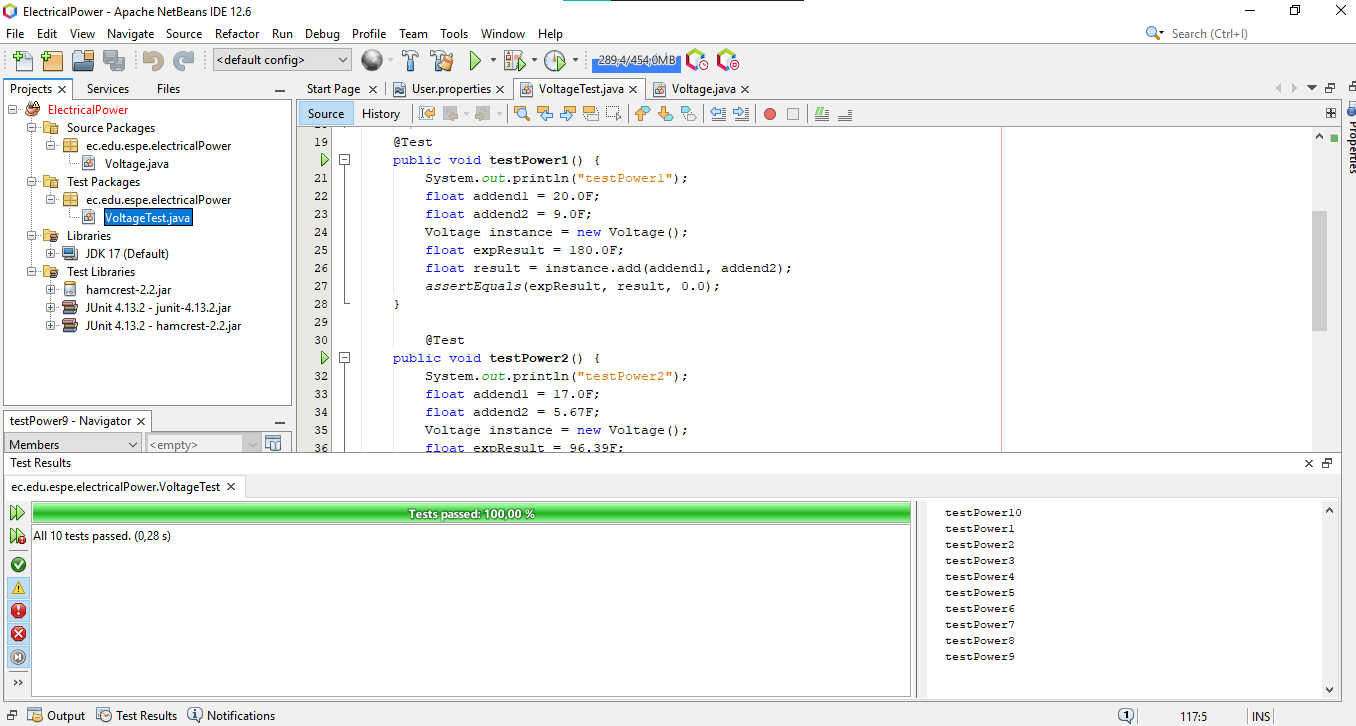 ElectricalPower - Apache NetBeans IDE 12.6
File Edit View Navigate Source Refactor Run Debug Profile Team Tools Window Help
Search (Ctrl+I)
<default config>
289,4/454,0MB
Projects Services Files
Start Page User.properties VoltageTest.java Voltage.java
Source History
ElectricalPower
Source Packages
ec.edu.espe.electricalPower
Voltage.java
Test Packages
ec.edu.espe.electricalPower
VoltageTest.java
Libraries
JDK 17 (Default)
Test Libraries
hamcrest-2.2.jar
JUnit 4.13.2 - junit-4.13.2.jar
JUnit 4.13.2 - hamcrest-2.2.jar
19 @Test
public void testPower1() {
21 System.out.println("testPower1");
22 float addend1 = 20.0F;
23 float addend2 = 9.0F;
24 Voltage instance = new Voltage();
25 float expResult = 180.0F;
26 float result = instance.add(addend1, addend2);
27 assertEquals(expResult, result, 0.0);
28 }
29
30 @Test
public void testPower2() {
32 System.out.println("testPower2");
33 float addend1 = 17.0F;
34 float addend2 = 5.67F;
35 Voltage instance = new Voltage();
36 float expResult = 96.39F;
Properties
testPower9 - Navigator
Members <empty>
Test Results
ec.edu.espe.electricalPower.VoltageTest
Tests passed: 100,00 %
All 10 tests passed. (0,28 s)
testPower10
testPower1
testPower2
testPower3
testPower4
testPower5
testPower6
testPower7
testPower8
testPower9
Output Test Results Notifications
1 117:5 INS